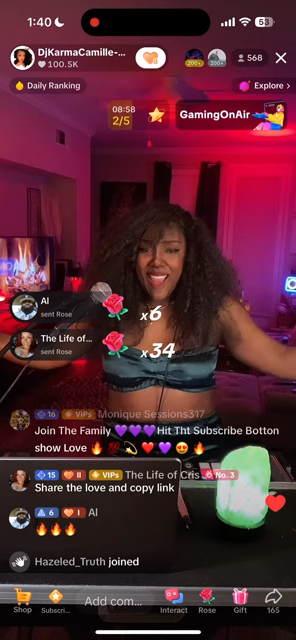 1:40
53
DjKarmaCamille-...
100.5K
200+
200+
568
Daily Ranking
Explore >
08:58
2/5
GamingOnAir
Al
sent Rose
x6
The Life of...
sent Rose
x34
16 VIPs Monique Sessions317
Join The Family 💜💜💜Hit Tht Subscribe Botton
show Love 🔥💯💫 ❤️💜😍🔥
15 II VIPs The Life of Cris No. 3
Share the love and copy link
6 I Al
🔥🔥🔥
Hazeled_Truth joined
Shop
Subscri...
Add com...
Interact
Rose
Gift
165